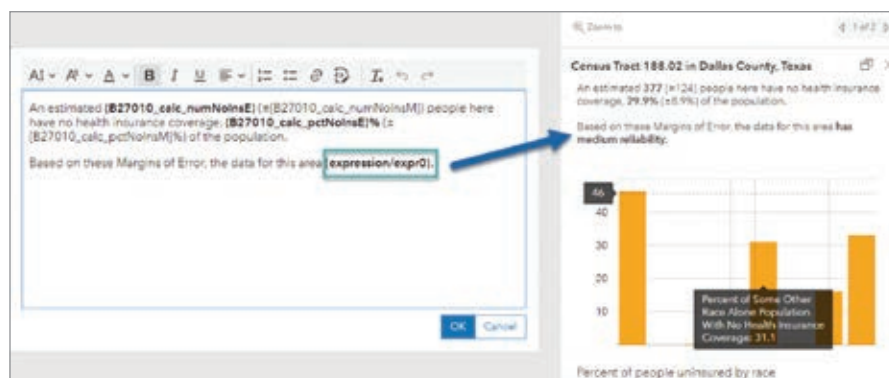 Zoom to
1 of 2
Census Tract 188.02 in Dallas County, Texas
An estimated {B27010_calc_numNoInsE} (±{B27010_calc_numNoInsM}) people here
have no health insurance coverage, {B27010_calc_pctNoInsE}% (±
{B27010_calc_pctNoInsM}%) of the population.
Based on these Margins of Error, the data for this area {expression/expr0}.
OK
Cancel
An estimated 377 (±124) people here have no health insurance
coverage, 29.9% (±8.9%) of the population.
Based on these Margins of Error, the data for this area has
medium reliability.
46
40
30
20
10
Percent of Some Other
Race Alone Population
With No Health Insurance
Coverage: 31.1
Percent of people uninsured by race